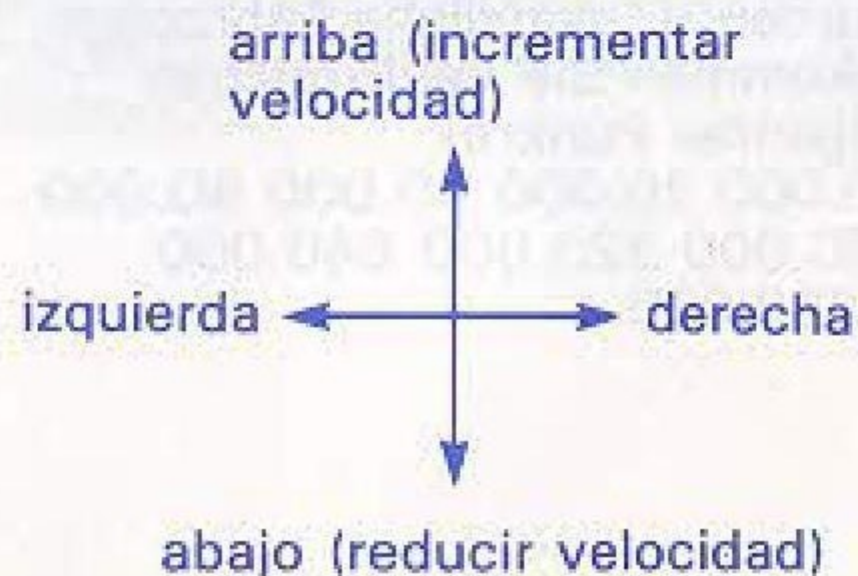 arriba (incrementar
velocidad)
izquierda
derecha
abajo (reducir velocidad)